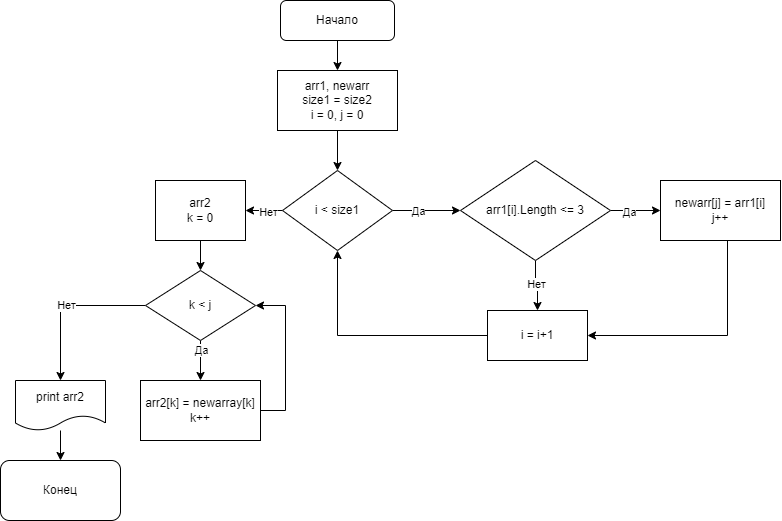 Начало
arr1, newarr
size1 = size2
i = 0, j = 0
arr2
k = 0
Нет
i < size1
Да
arr1[i].Length <= 3
Да
newarr[j] = arr1[i]
j++
Нет
i = i+1
k < j
Нет
Да
arr2[k] = newarray[k]
k++
print arr2
Конец